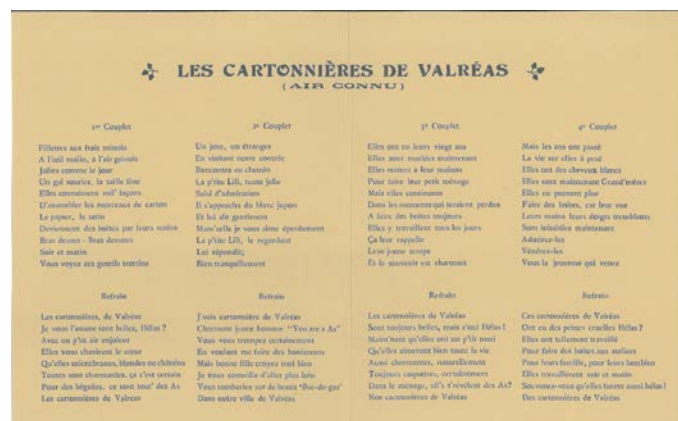 LES CARTONNIÈRES DE VALRÉAS
(AIR CONNU)
1er Couplet
Fillettes aux frais minois
A l'œil malin, à l'air grivois
Jolies comme le jour
Un gai sourire, la taille fine
Elles connaissent mill' façons
D'assembler les morceaux de carton
Le papier, le satin
Deviennent des boîtes par leurs mains
Bras dessus - Bras dessous
Soir et matin
Vous voyez ces gentils trottins
Refrain
Les cartonnières, de Valréas
Je vous l'assure sont belles, Hélas ?
Avec un p'tit air enjoleur
Elles vous chavirent le cœur
Qu'elles soient brunes, blondes ou châtains
Toutes sont charmantes, ça c'est certain
Pour des béguins, ce sont tout' des As
Les cartonnières de Valréas
2e Couplet
Un jour, un étranger
En visitant notre contrée
Rencontra en chemin
La p'tite Lili, toute jolie
Saisi d'admiration
Il s'approcha du blanc jupon
Et lui dit gentiment
Mam'zelle je vous aime éperdument
La p'tite Lili, le regardant
Lui répondit;
Bien tranquillement
Refrain
J'suis cartonnière de Valréas
Charmant jeune homme "You are a As"
Vous vous trompez certainement
En voulant me faire des boniments
Mais bonne fille croyez moi bien
Je vous conseille d'aller plus loin
Vous tomberiez sur de beaux "Bec-de-gaz"
Dans notre ville de Valréas
3e Couplet
Elles ont eu leurs vingt ans
Elles sont mariées maintenant
Elles restent à leur maison
Pour faire leur petit ménage
Mais elles continuent
Dans les moments qui seraient perdus
A faire des boîtes toujours
Elles y travaillent tous les jours
Ça leur rappelle
Leur jeune temps
Et le souvenir est charmant
Refrain
Les cartonnières de Valréas
Sont toujours belles, mais c'qui Hélas !
Maint'nant qu'elles ont un p'tit nomi
Qu'elles aimeront bien toute la vie
Aussi charmantes, naturellement
Toujours coquettes, certainement
Dans le ménage, ell's s'révèlent des As?
Nos cartonnières de Valréas
4e Couplet
Mais les ans ont passé
La vie sur elles a pesé
Elles ont des cheveux blancs
Elles sont maintenant Grand'mères
Elles ne peuvent plus
Faire des boîtes, car leur vue
Leurs mains leurs doigts tremblants
Sont inhabiles maintenant
Admirez-les
Vénérez-les
Vous la jeunesse qui venez
Refrain
Ces cartonnières de Valréas
Ont eu des peines cruelles Hélas ?
Elles ont tellement travaillé
Pour faire des boîtes aux ateliers
Pour leurs famille, pour leurs bambins
Elles travaillèrent soir et matin
Souvenez-vous qu'elles furent aussi hélas !
Des cartonnières de Valréas